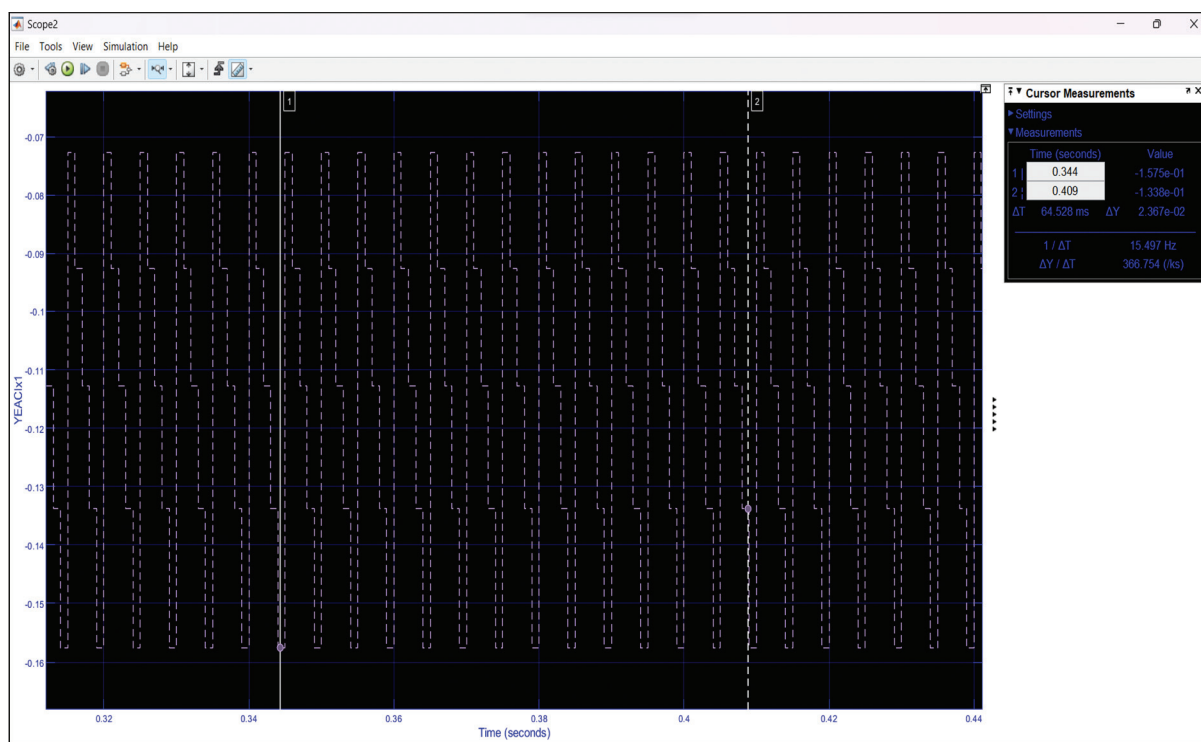 Scope2
File Tools View Simulation Help
1
2
-0.07
-0.08
-0.09
-0.1
-0.11
-0.12
-0.13
-0.14
-0.15
-0.16
YEACIx1
0.32
0.34
0.36
0.38
0.4
0.42
0.44
Time (seconds)
Cursor Measurements
Settings
Measurements
Time (seconds) Value
1 0.344 -1.575e-01
2 0.409 -1.338e-01
ΔT 64.528 ms ΔY 2.367e-02
1 / ΔT 15.497 Hz
ΔY / ΔT 366.754 (/ks)